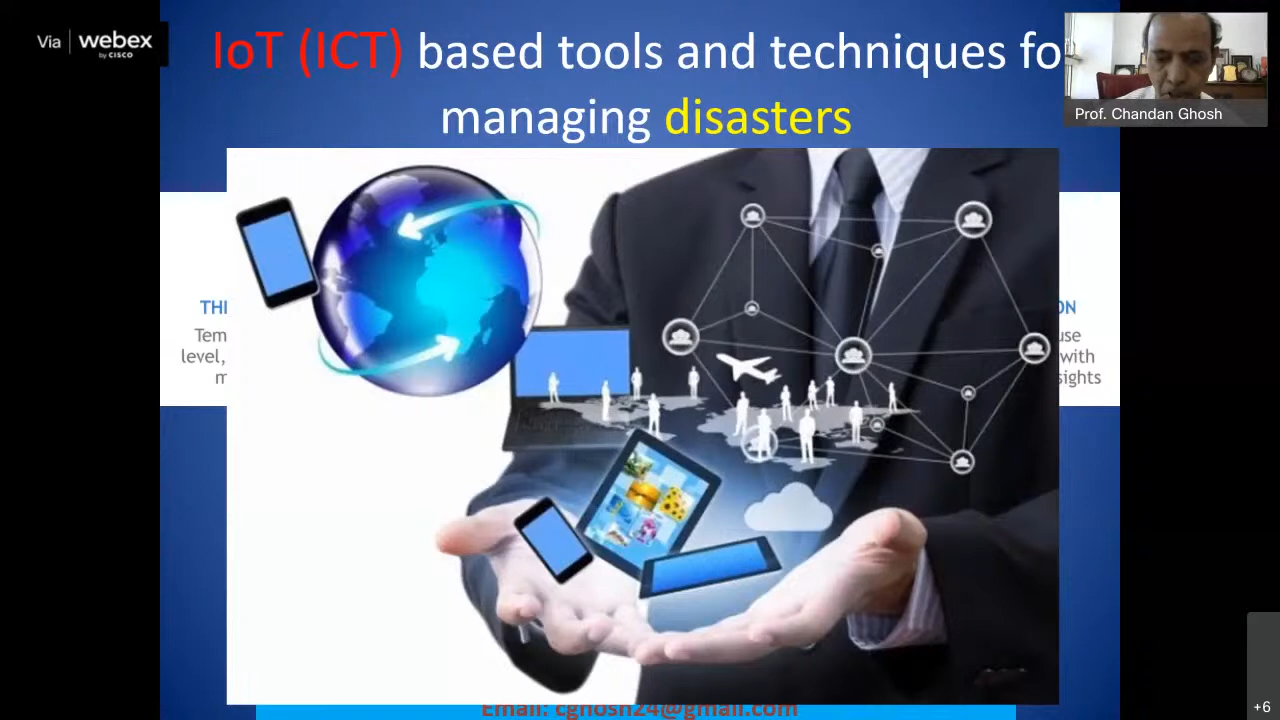 Via webex
by CISCO
IoT (ICT) based tools and techniques fo
managing disasters
Prof. Chandan Ghosh
THI
ON
Tem
use
level,
with
m
sights
Email: cghosh24@gmail.com
+6